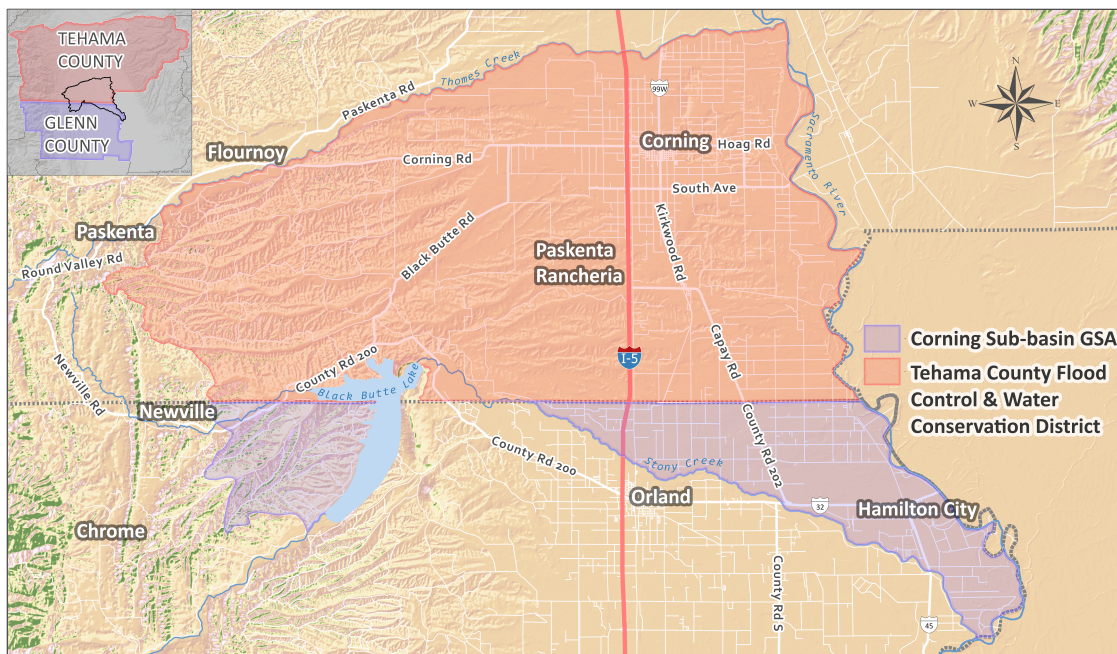 TEHAMA
COUNTY
GLENN
COUNTY
Thomes Creek
Paskenta Rd
N
W
E
S
99W
Flournoy
Corning
Hoag Rd
Corning Rd
Sacramento River
South Ave
Paskenta
Kirkwood Rd
Black Butte Rd
Round Valley Rd
Paskenta
Rancheria
Corning Sub-basin GSA
Tehama County Flood
Control & Water
Conservation District
Capay Rd
I-5
County Rd 200
Black Butte Lake
Newville Rd
Newville
County Rd 202
County Rd 200
Stony Creek
Orland
32
Hamilton City
Chrome
County Rd S
45